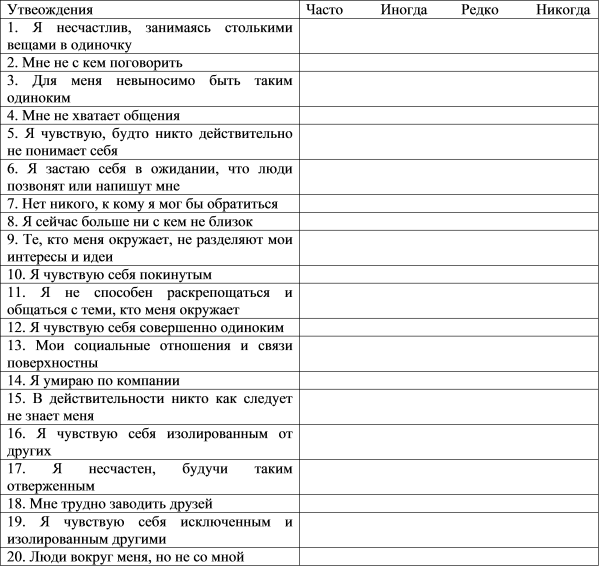 Утвеождения Часто Иногда Редко Никогда
1. Я несчастлив, занимаясь столькими
вещами в одиночку
2. Мне не с кем поговорить
3. Для меня невыносимо быть таким
одиноким
4. Мне не хватает общения
5. Я чувствую, будто никто действительно
не понимает себя
6. Я застаю себя в ожидании, что люди
позвонят или напишут мне
7. Нет никого, к кому я мог бы обратиться
8. Я сейчас больше ни с кем не близок
9. Те, кто меня окружает, не разделяют мои
интересы и идеи
10. Я чувствую себя покинутым
11. Я не способен раскрепощаться и
общаться с теми, кто меня окружает
12. Я чувствую себя совершенно одиноким
13. Мои социальные отношения и связи
поверхностны
14. Я умираю по компании
15. В действительности никто как следует
не знает меня
16. Я чувствую себя изолированным от
других
17. Я несчастен, будучи таким
отверженным
18. Мне трудно заводить друзей
19. Я чувствую себя исключенным и
изолированным другими
20. Люди вокруг меня, но не со мной